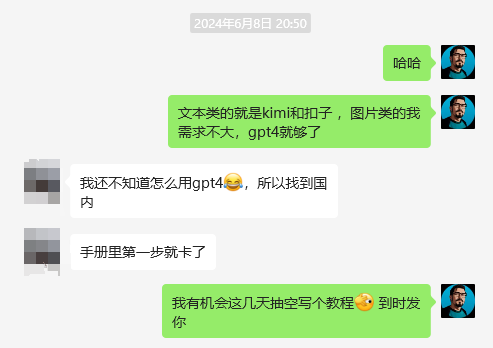 2024年6月8日 20:50
哈哈
文本类的就是kimi和扣子 ，图片类的我
需求不大，gpt4就够了
我还不知道怎么用gpt4😂，所以找到国
内
手册里第一步就卡了
我有机会这几天抽空写个教程 到时发
你